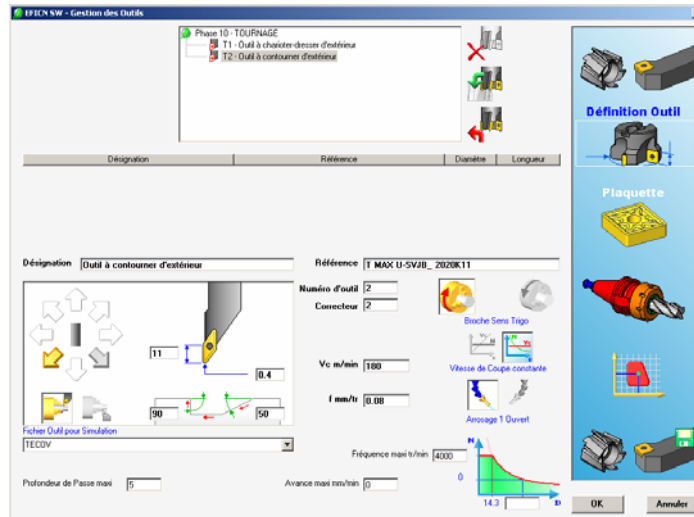 EFICN SW - Gestion des Outils
Phase 10 - TOURNAGE
T1 - Outil à charioter-dresser d'extérieur
T2 - Outil à contourner d'extérieur
Définition Outil
Désignation Référence Diamètre Longueur
Plaquette
Désignation Outil à contourner d'extérieur Référence T MAX U-SVJB_ 2020K11
Numéro d'outil 2
Correcteur 2
Broche Sens Trigo
11
0.4
Vc m/min 180
Vitesse de Coupe constante
90 50
f mm/tr 0.08
Arrosage 1 Ouvert
Fichier Outil pour Simulation
TECOV
Fréquence maxi tr/min 4000
N
0
Profondeur de Passe maxi 5 Avance maxi mm/min 0
14.3 D
OK Annuler